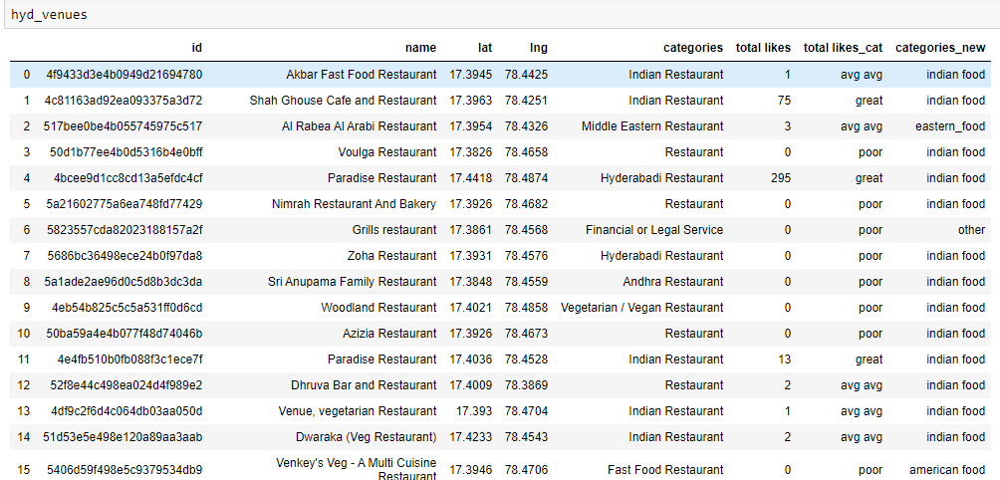 hyd_venues
id name lat lng categories total likes total likes_cat categories_new
0 4f9433d3e4b0949d21694780 Akbar Fast Food Restaurant 17.3945 78.4425 Indian Restaurant 1 avg avg indian food
1 4c81163ad92ea093375a3d72 Shah Ghouse Cafe and Restaurant 17.3963 78.4251 Indian Restaurant 75 great indian food
2 517bee0be4b055745975c517 Al Rabea Al Arabi Restaurant 17.3954 78.4326 Middle Eastern Restaurant 3 avg avg eastern_food
3 50d1b77ee4b0d5316b4e0bff Voulga Restaurant 17.3826 78.4658 Restaurant 0 poor indian food
4 4bcee9d1cc8cd13a5efdc4cf Paradise Restaurant 17.4418 78.4874 Hyderabadi Restaurant 295 great indian food
5 5a21602775a6ea748fd77429 Nimrah Restaurant And Bakery 17.3926 78.4682 Restaurant 0 poor indian food
6 5823557cda82023188157a2f Grills restaurant 17.3861 78.4568 Financial or Legal Service 0 poor other
7 5686bc36498ece24b0f97da8 Zoha Restaurant 17.3931 78.4576 Hyderabadi Restaurant 0 poor indian food
8 5a1ade2ae96d0c5d8b3dc3da Sri Anupama Family Restaurant 17.3848 78.4559 Andhra Restaurant 0 poor indian food
9 4eb54b825c5c5a531ff0d6cd Woodland Restaurant 17.4021 78.4858 Vegetarian / Vegan Restaurant 0 poor indian food
10 50ba59a4e4b077f48d74046b Azizia Restaurant 17.3926 78.4673 Restaurant 0 poor indian food
11 4e4fb510b0fb088f3c1ece7f Paradise Restaurant 17.4036 78.4528 Indian Restaurant 13 great indian food
12 52f8e44c498ea024d4f989e2 Dhruva Bar and Restaurant 17.4009 78.3869 Restaurant 2 avg avg indian food
13 4df9c2f6d4c064db03aa050d Venue, vegetarian Restaurant 17.393 78.4704 Indian Restaurant 1 avg avg indian food
14 51d53e5e498e120a89aa3aab Dwaraka (Veg Restaurant) 17.4233 78.4543 Indian Restaurant 2 avg avg indian food
15 5406d59f498e5c9379534db9 Venkey's Veg - A Multi Cuisine Restaurant 17.3946 78.4706 Fast Food Restaurant 0 poor american food